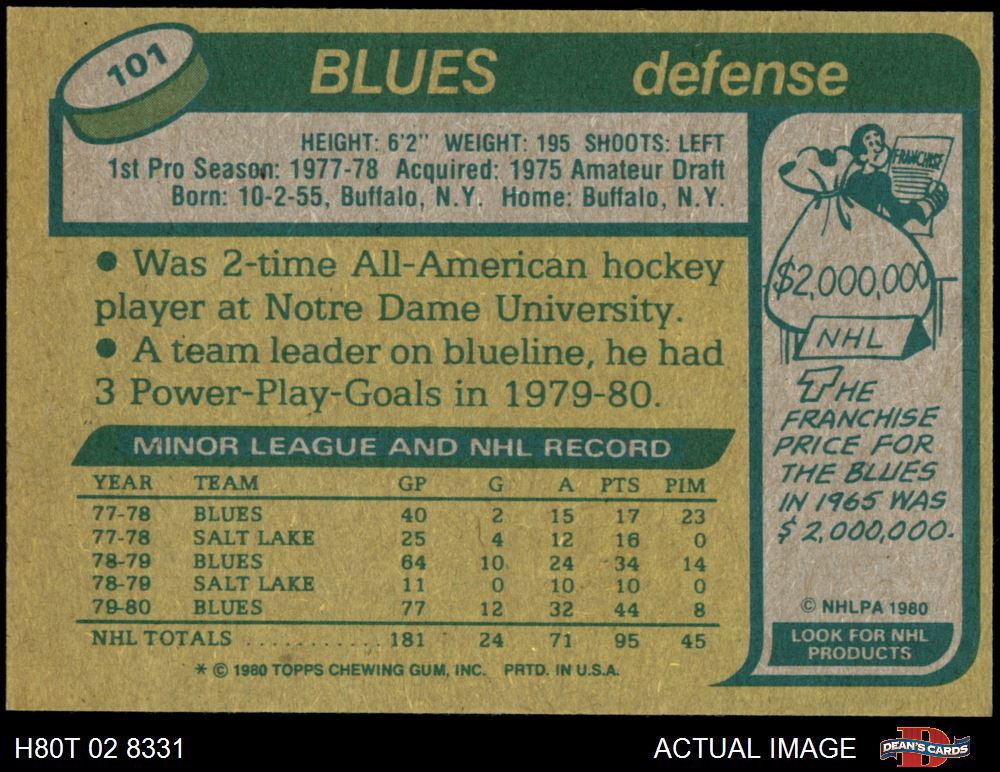 101
BLUES defense
HEIGHT: 6'2" WEIGHT: 195 SHOOTS: LEFT
1st Pro Season: 1977-78 Acquired: 1975 Amateur Draft
Born: 10-2-55, Buffalo, N.Y. Home: Buffalo, N.Y.
● Was 2-time All-American hockey
player at Notre Dame University.
● A team leader on blueline, he had
3 Power-Play-Goals in 1979-80.
MINOR LEAGUE AND NHL RECORD
YEAR TEAM GP G A PTS PIM
77-78 BLUES 40 2 15 17 23
77-78 SALT LAKE 25 4 12 16 0
78-79 BLUES 64 10 24 34 14
78-79 SALT LAKE 11 0 10 10 0
79-80 BLUES 77 12 32 44 8
NHL TOTALS ............ 181 24 71 95 45
* © 1980 TOPPS CHEWING GUM, INC. PRTD. IN U.S.A.
FRANCHISE
$2,000,000
NHL
THE
FRANCHISE
PRICE FOR
THE BLUES
IN 1965 WAS
$2,000,000.
© NHLPA 1980
LOOK FOR NHL
PRODUCTS
H80T 02 8331
ACTUAL IMAGE
D
DEAN'S CARDS